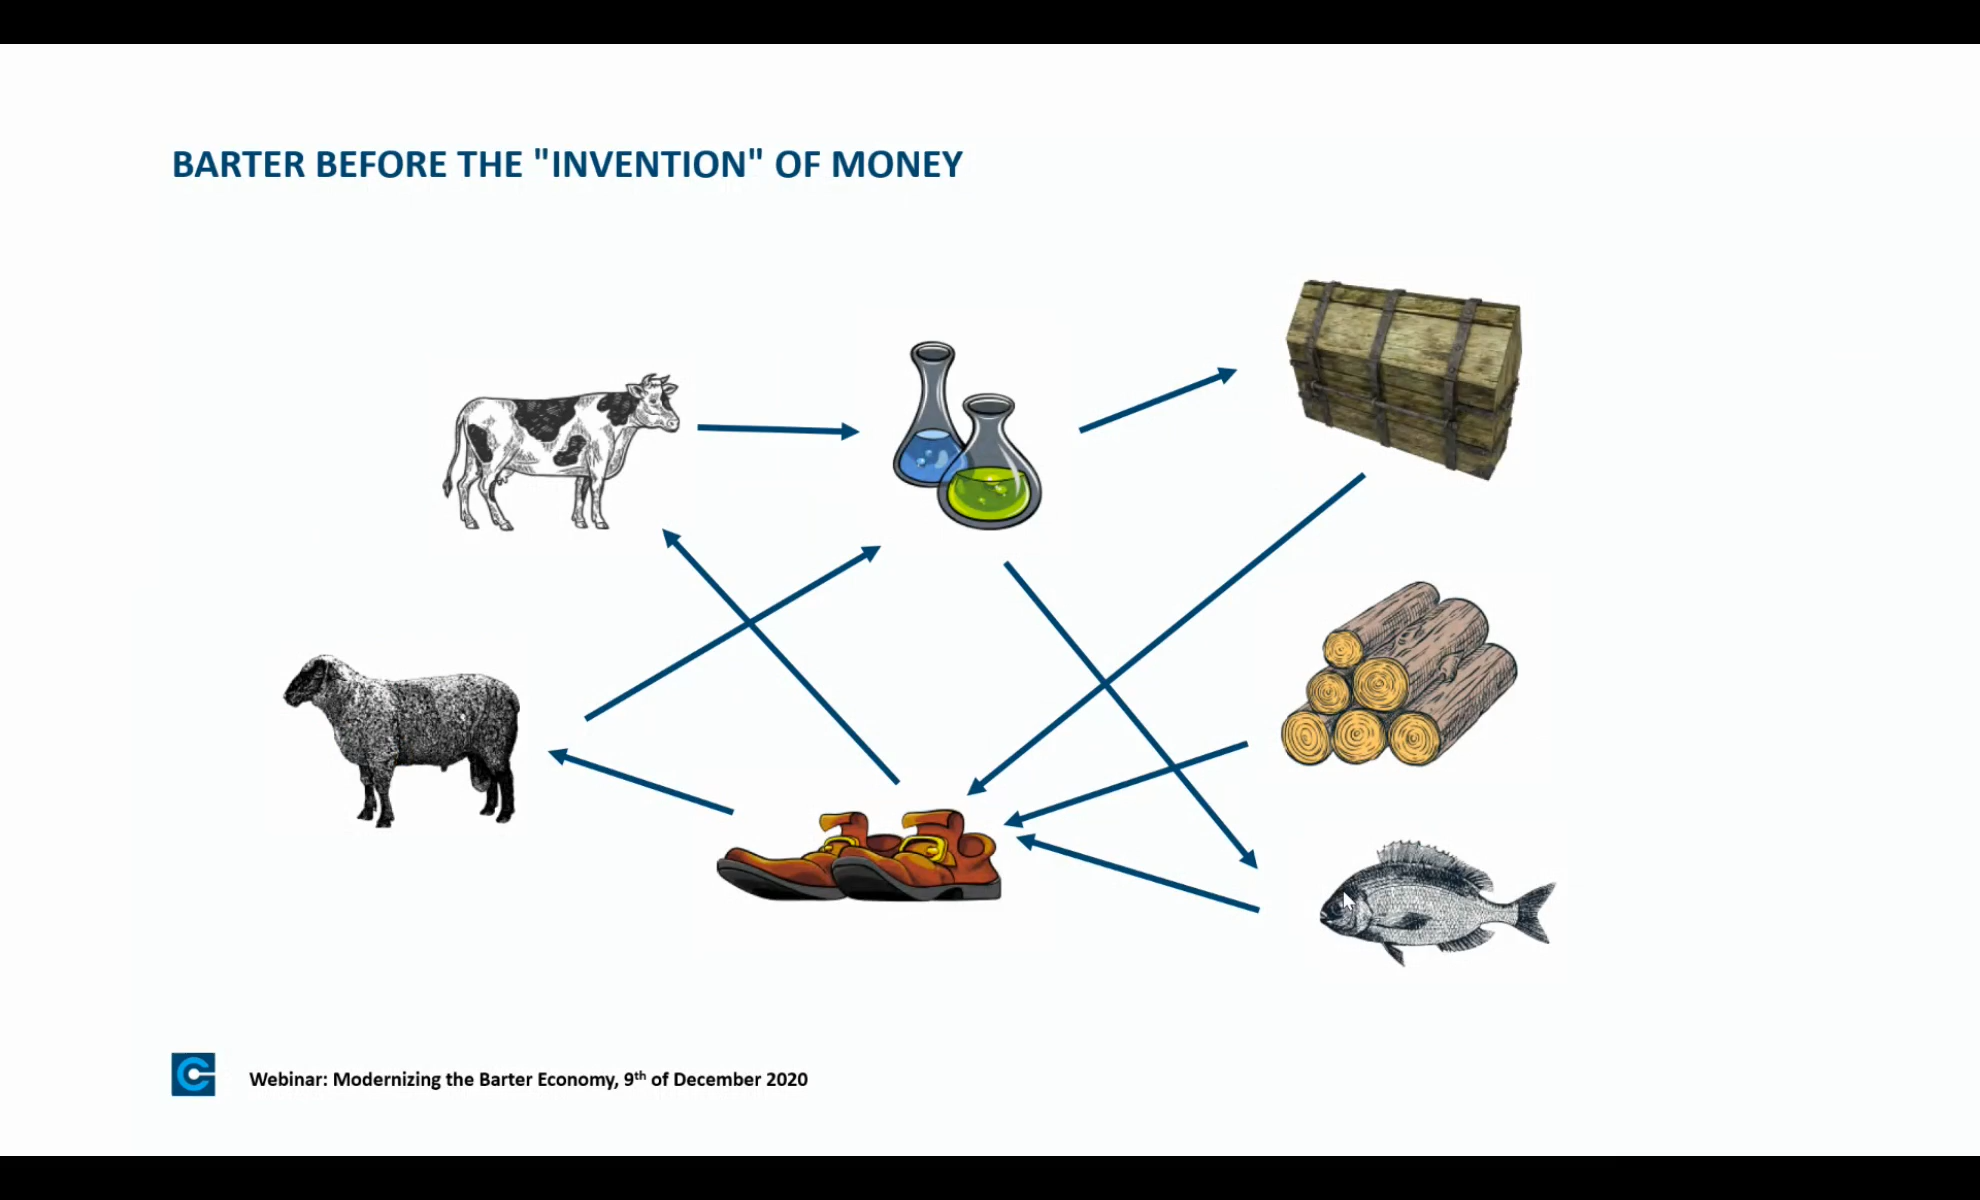 BARTER BEFORE THE "INVENTION" OF MONEY
Webinar: Modernizing the Barter Economy, 9th of December 2020